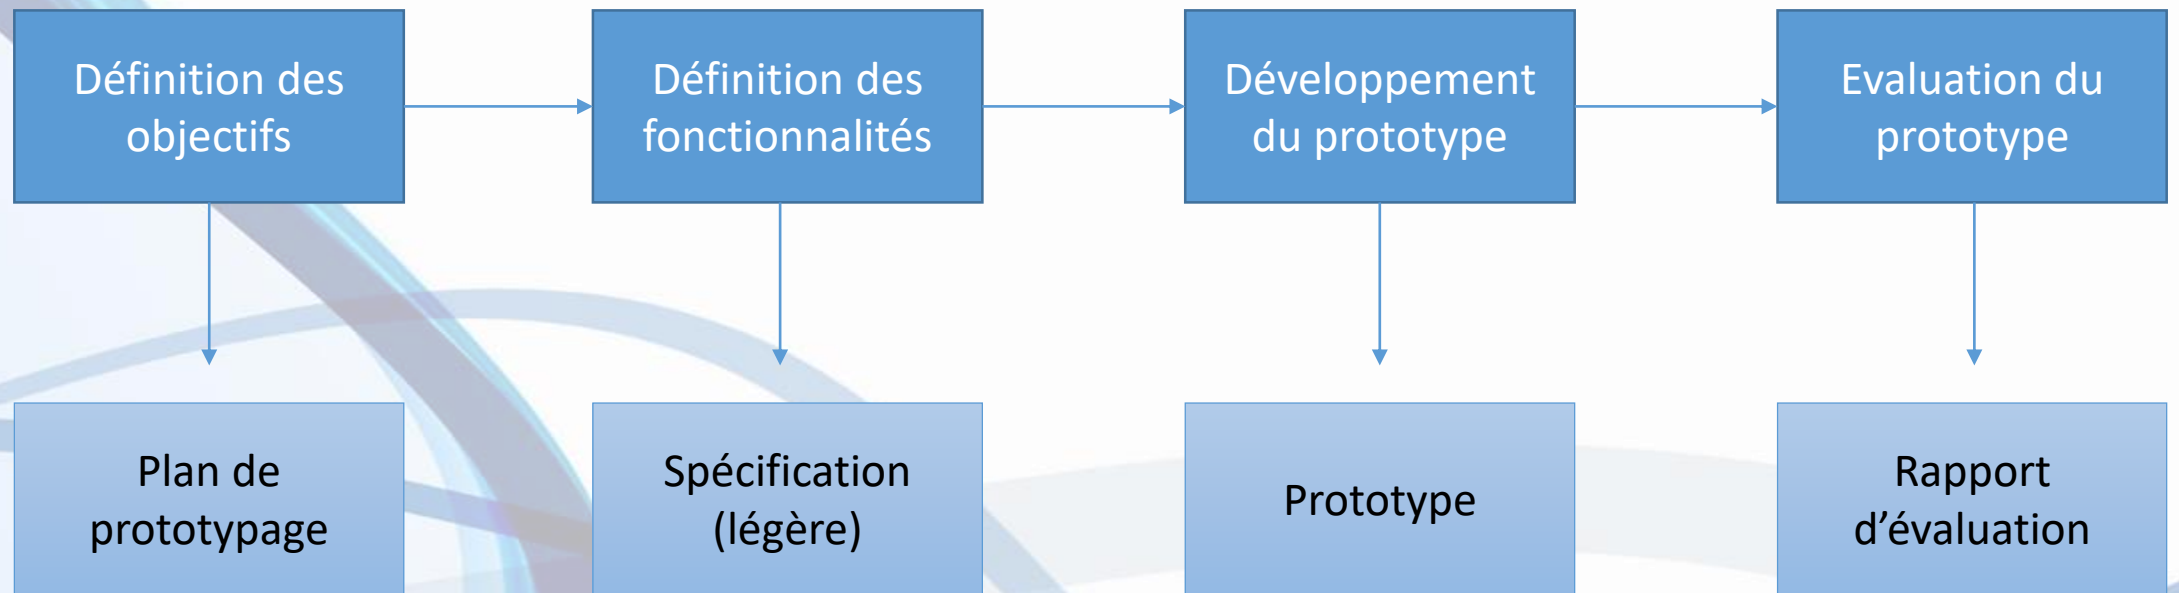 Définition des
objectifs
Définition des
fonctionnalités
Développement
du prototype
Evaluation du
prototype
Plan de
prototypage
Spécification
(légère)
Prototype
Rapport
d’évaluation